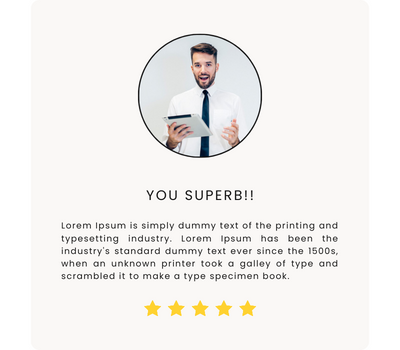 YOU SUPERB!!
Lorem Ipsum is simply dummy text of the printing and
typesetting industry. Lorem Ipsum has been the
industry's standard dummy text ever since the 1500s,
when an unknown printer took a galley of type and
scrambled it to make a type specimen book.